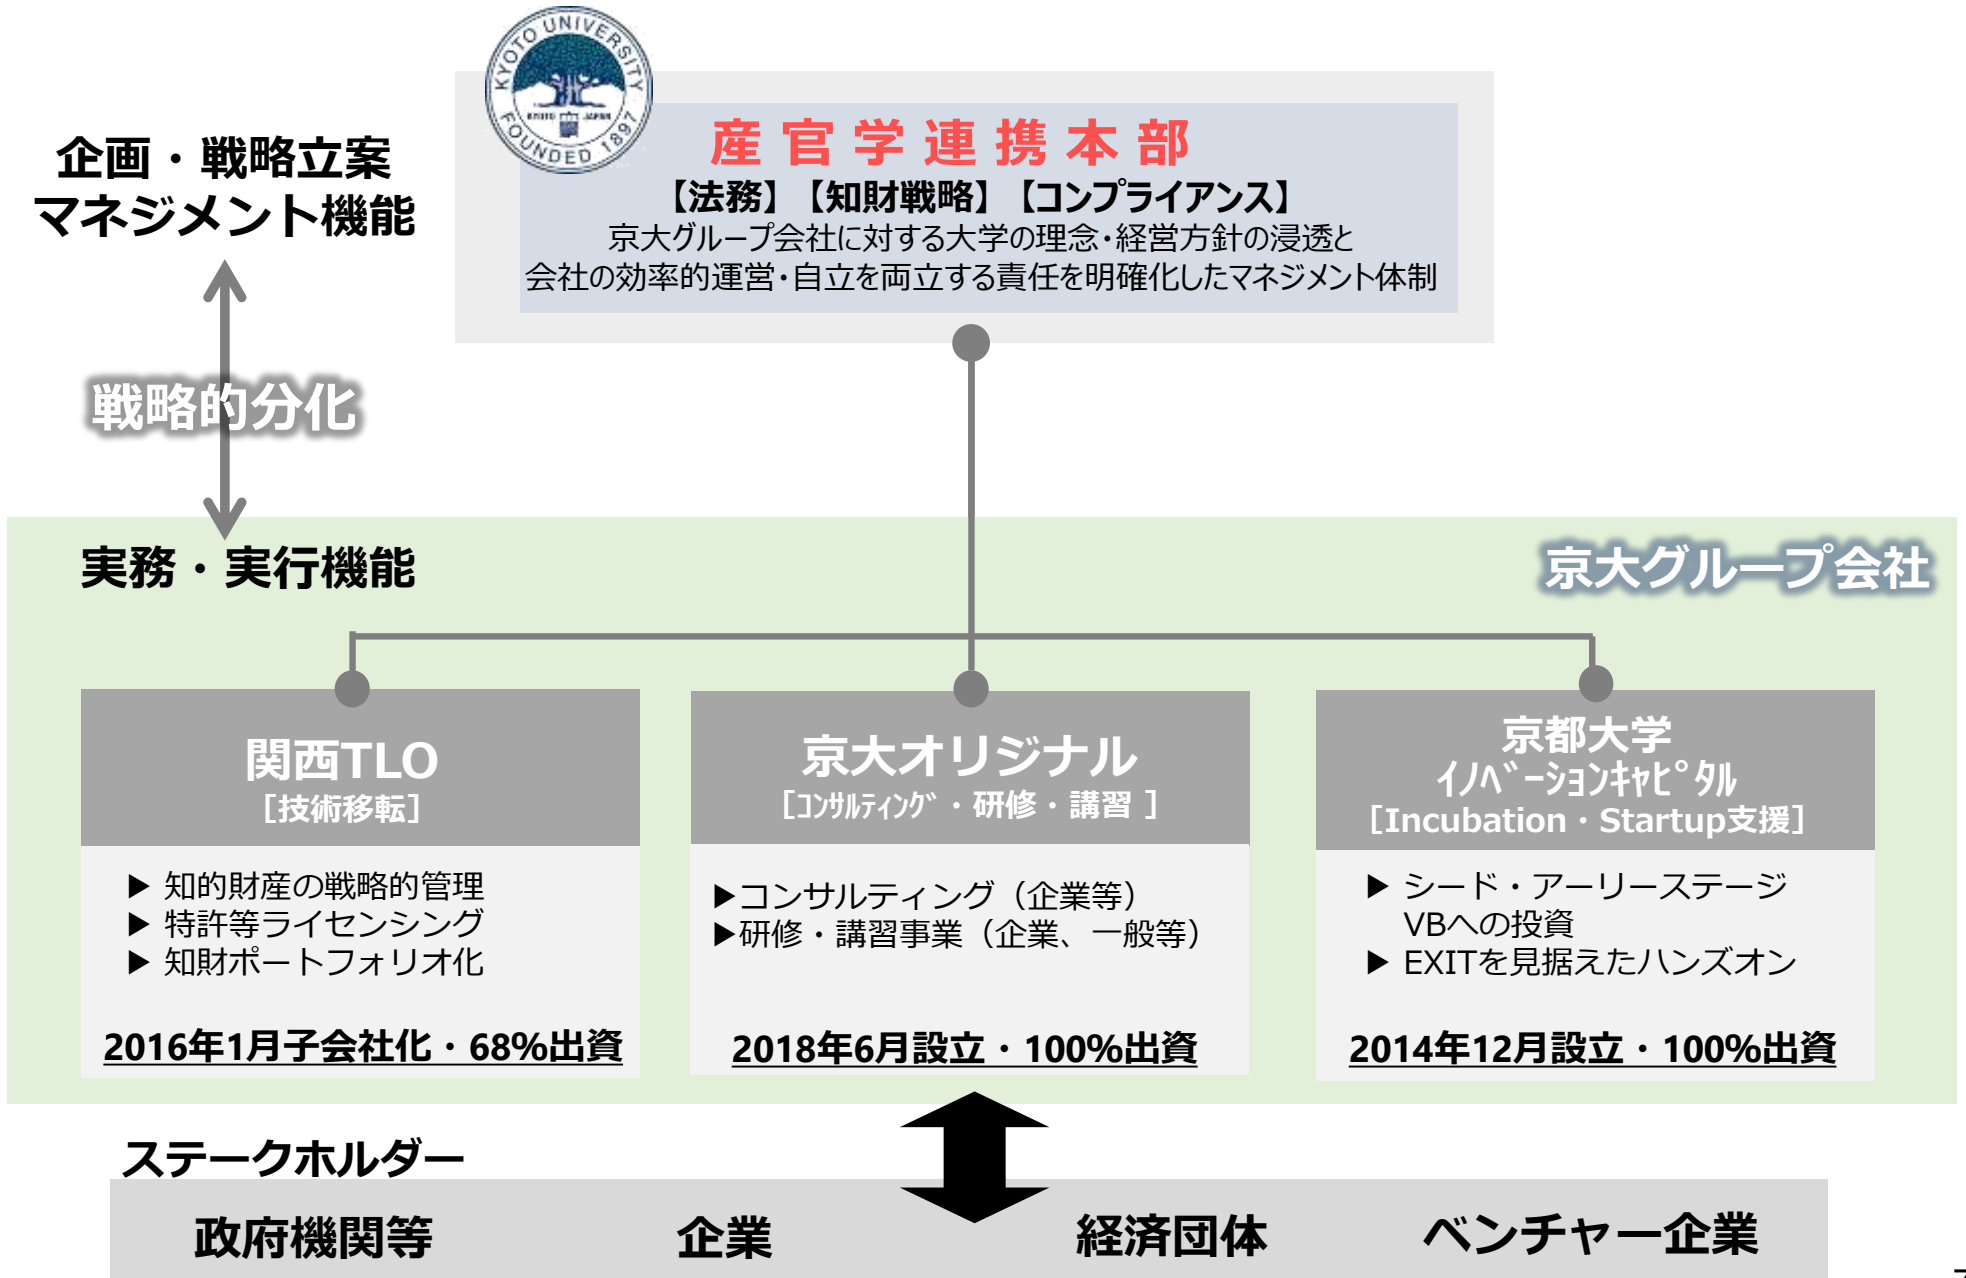 KYOTO UNIVERSITY
FOUNDED 1897
KYOTO JAPAN
産官学連携本部
【法務】【知財戦略】【コンプライアンス】
京大グループ会社に対する大学の理念・経営方針の浸透と
会社の効率的運営・自立を両立する責任を明確化したマネジメント体制
企画・戦略立案
マネジメント機能
戦略的分化
実務・実行機能
京大グループ会社
関西TLO
［技術移転］
▶ 知的財産の戦略的管理
▶ 特許等ライセンシング
▶ 知財ポートフォリオ化
2016年1月子会社化・68%出資
京大オリジナル
［ｺﾝｻﾙﾃｨﾝｸﾞ・研修・講習 ］
▶コンサルティング（企業等）
▶研修・講習事業（企業、一般等）
2018年6月設立・100%出資
京都大学
ｲﾉﾍﾞｰｼｮﾝｷｬﾋﾟﾀﾙ
［Incubation・Startup支援］
▶ シード・アーリーステージ
VBへの投資
▶ EXITを見据えたハンズオン
2014年12月設立・100%出資
ステークホルダー
政府機関等
企業
経済団体
ベンチャー企業